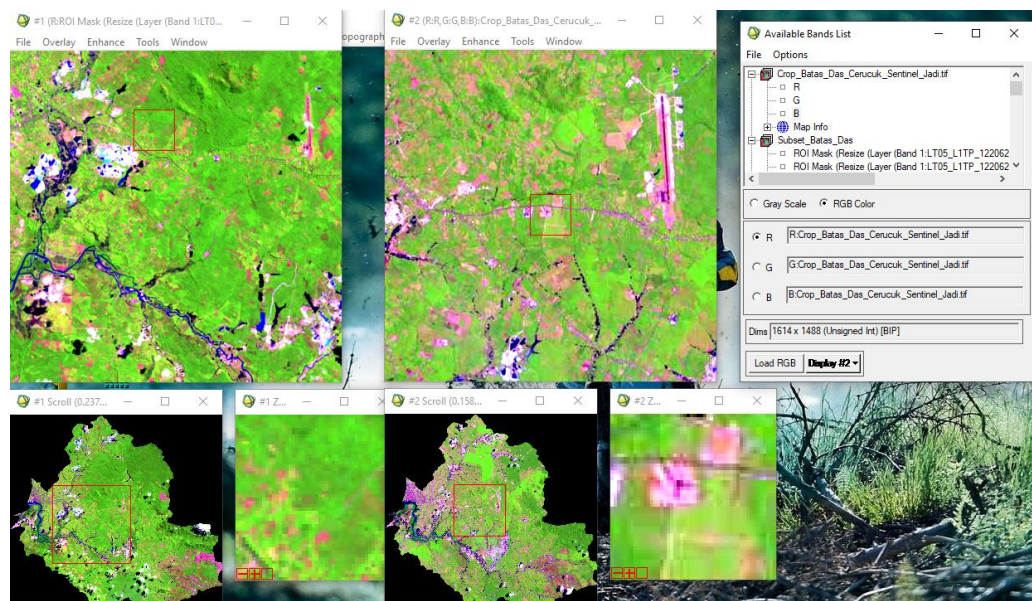 #1 (R:ROI Mask (Resize (Layer (Band 1:LT0...
File Overlay Enhance Tools Window
opograph
#2 (R:R,G:G,B:B):Crop_Batas_Das_Cerucuk_...
File Overlay Enhance Tools Window
Available Bands List
File Options
Crop_Batas_Das_Cerucuk_Sentinel_Jadi.tif
R
G
B
Map Info
Subset_Batas_Das
ROI Mask (Resize (Layer (Band 1:LT05_L1TP_122062
ROI Mask (Resize (Layer (Band 1:LT05_L1TP_122062
Gray Scale RGB Color
R R:Crop_Batas_Das_Cerucuk_Sentinel_Jadi.tif
G G:Crop_Batas_Das_Cerucuk_Sentinel_Jadi.tif
B B:Crop_Batas_Das_Cerucuk_Sentinel_Jadi.tif
Dims 1614 x 1488 (Unsigned Int) [BIP]
Load RGB Display #2
#1 Scroll (0.237...
#1 Z...
#2 Scroll (0.158...
#2 Z...